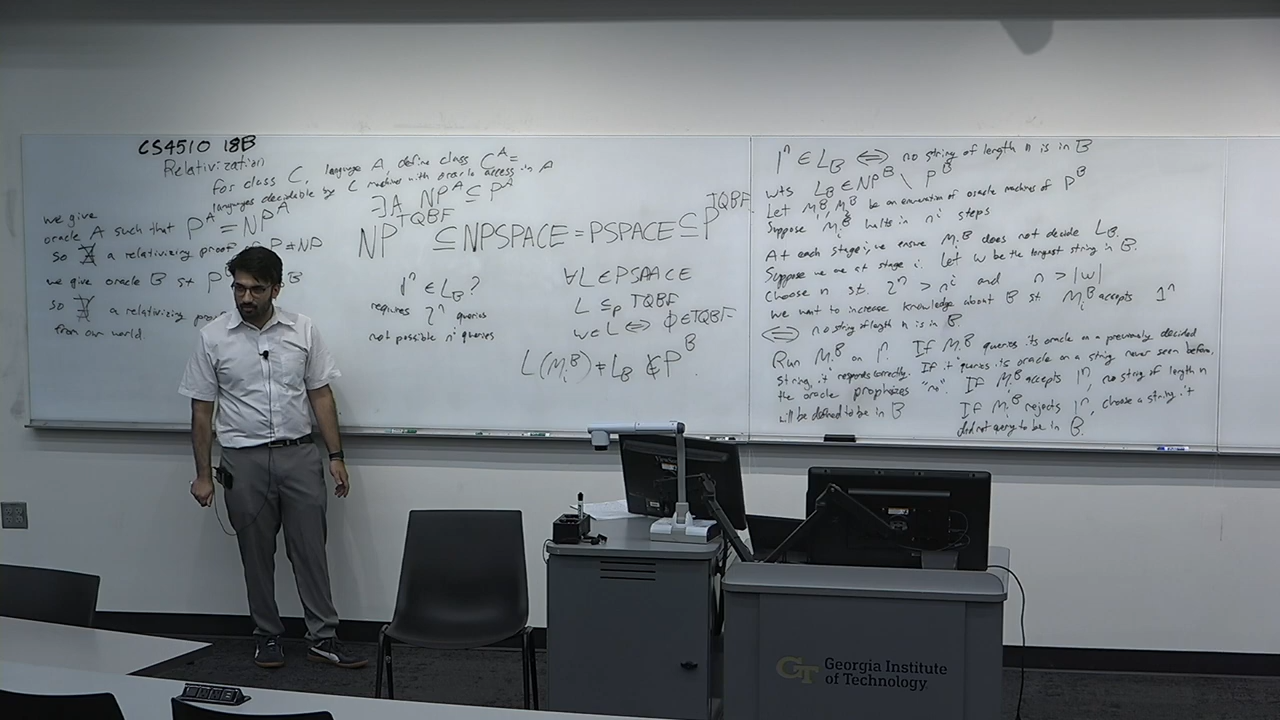 CS4510 18B
Relativization
for class C, language A, define class C^A =
languages decidable by C machines with oracle access in A
∃A NP^A ⊆ P^A
we give
oracle A such that P^A = NP^A
so ∄ a relativizing proof P ≠ NP
we give oracle B st P^B B
so ∄ a relativizing proof
from our world.
NP^TQBF ⊆ NPSPACE = PSPACE ⊆ P^TQBF
1^n ∈ L_B?
requires 2^n queries
not possible n^i queries
∀L ∈ PSPAACE
L ≤_p TQBF
w ∈ L ⇔ ϕ ∈ TQBF
L(M_i^B) ≠ L_B ∉ P^B
1^n ∈ L_B ⇔ no string of length n is in B
wts L_B ∈ NP^B \ P^B
Let M_1^B, M_2^B be an enumeration of oracle machines of P^B
Suppose M_i^B halts in n^i steps
At each stage i, we ensure M_i^B does not decide L_B.
Suppose we are at stage i. Let w be the longest string in B.
Choose n st. 2^n > n^i and n > |w|
We want to increase knowledge about B st M_i^B accepts 1^n
⇔ no string of length n is in B.
Run M_i^B on 1^n. If M_i^B queries its oracle on a previously decided
string, it responds correctly. If it queries its oracle on a string never seen before,
the oracle prophesizes "no". If M_i^B accepts 1^n, no string of length n
will be defined to be in B
If M_i^B rejects 1^n, choose a string it
did not query to be in B.
GT Georgia Institute
of Technology